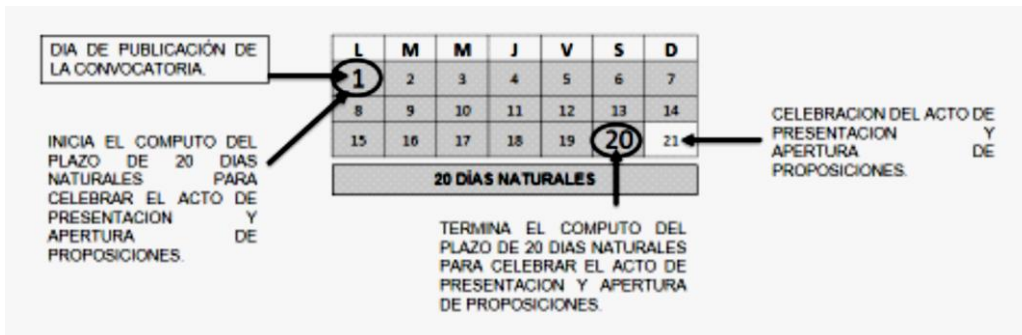 DIA DE PUBLICACIÓN DE
LA CONVOCATORIA.
INICIA EL COMPUTO DEL
PLAZO DE 20 DIAS
NATURALES PARA
CELEBRAR EL ACTO DE
PRESENTACION Y
APERTURA DE
PROPOSICIONES.
L M M J V S D
1 2 3 4 5 6 7
8 9 10 11 12 13 14
15 16 17 18 19 20 21
20 DÍAS NATURALES
TERMINA EL COMPUTO DEL
PLAZO DE 20 DIAS NATURALES
PARA CELEBRAR EL ACTO DE
PRESENTACION Y APERTURA
DE PROPOSICIONES.
CELEBRACION DEL ACTO DE
PRESENTACION Y
APERTURA DE
PROPOSICIONES.